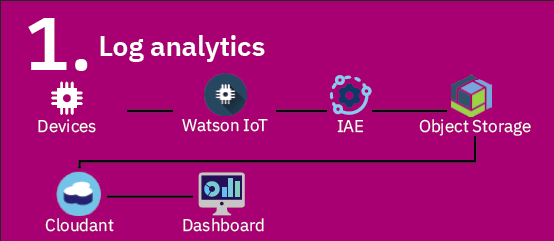 1. Log analytics
Devices Watson IoT IAE Object Storage
Cloudant Dashboard